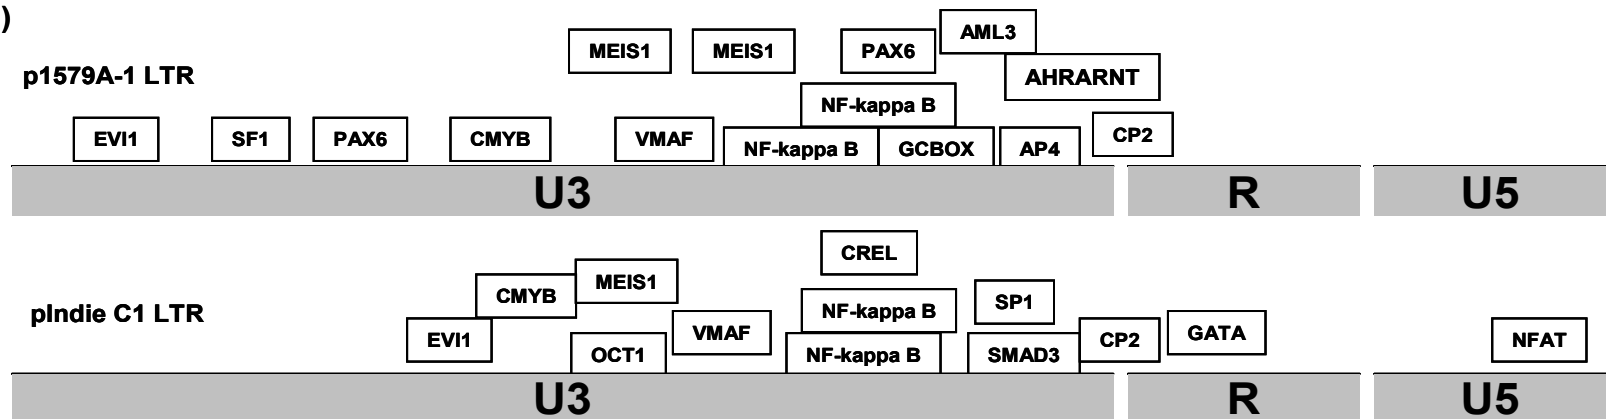 )
AML3
MEIS1 MEIS1 PAX6
p1579A-1 LTR AHRARNT
NF-kappa B
EVI1 SF1 PAX6 CMYB VMAF NF-kappa B GCBOX AP4 CP2
U3 R U5
CREL
CMYB MEIS1 SP1
pIndie C1 LTR NF-kappa B
EVI1 OCT1 VMAF NF-kappa B SMAD3 CP2 GATA NFAT
U3 R U5